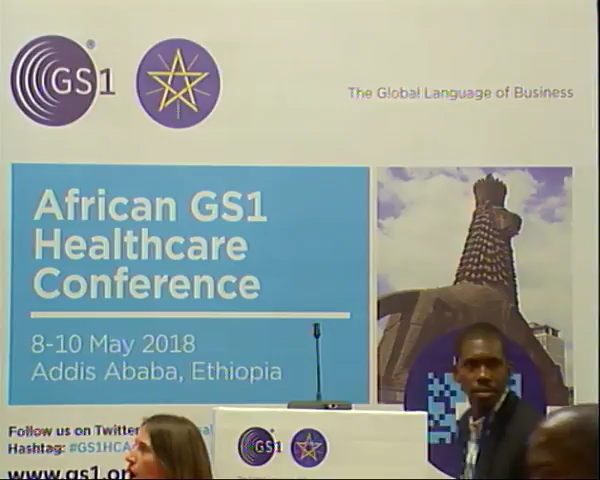 GS1
The Global Language of Business
African GS1
Healthcare
Conference
8-10 May 2018
Addis Ababa, Ethiopia
Follow us on Twitter
Hashtag: #GS1HCA
www.gs1.or
GS1